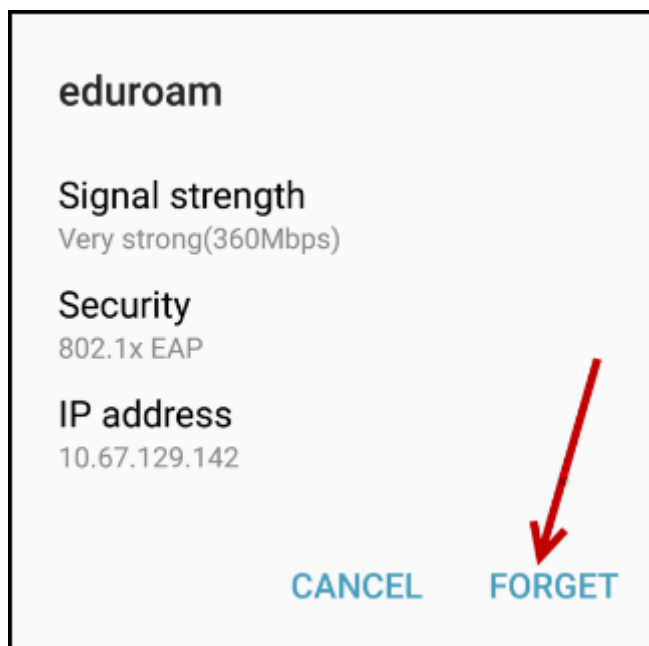 eduroam
Signal strength
Very strong(360Mbps)
Security
802.1x EAP
IP address
10.67.129.142
CANCEL FORGET